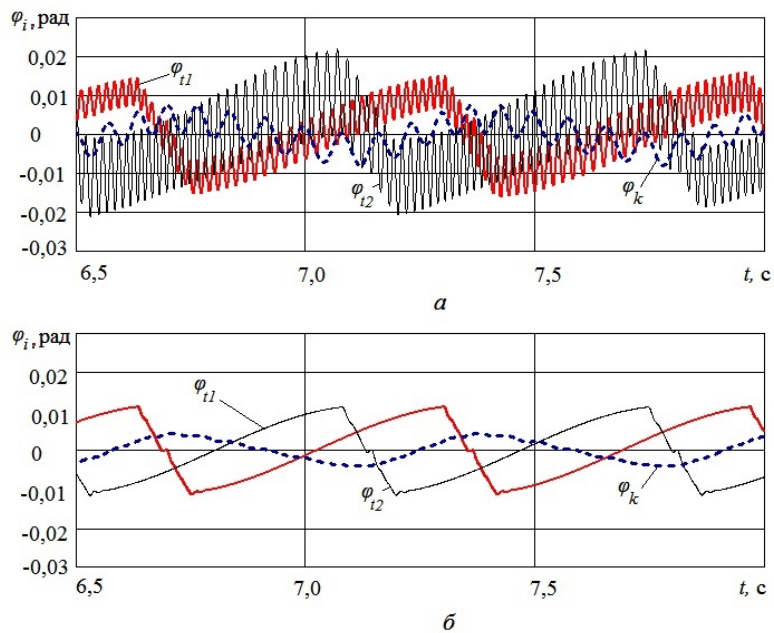 φi, рад
0,02
φt1
0,01
0
-0,01
φt2
φk
-0,02
-0,03
6,5
7,0
7,5
t, с
а
φi, рад
0,02
φt1
0,01
0
-0,01
φt2
φk
-0,02
-0,03
6,5
7,0
7,5
t, с
б